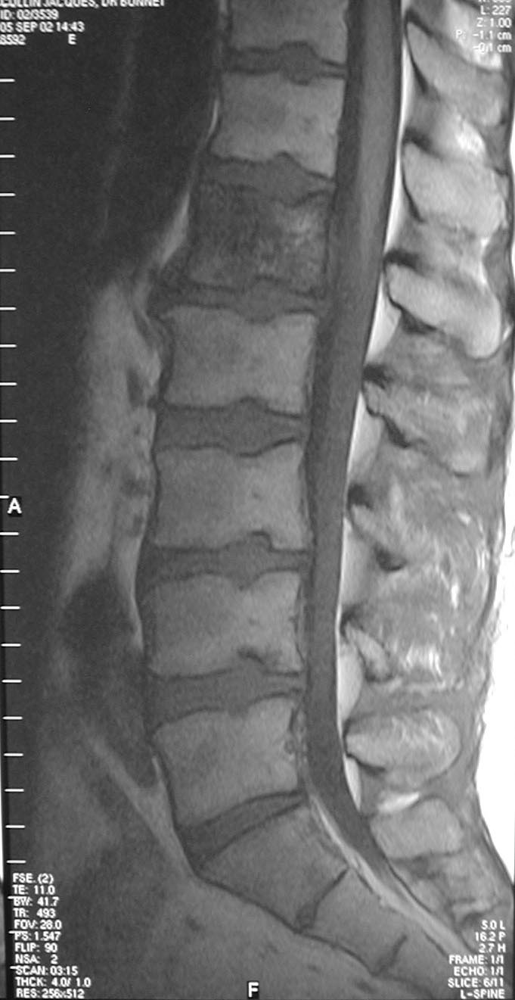 JACQUES, DR BONNET
L: 227
ID: 02/3539
Z: 1.00
05 SEP 02 14:43
P: -1.1 cm
8592 E
-0.1 cm
A
FSE. (2)
TE: 11.0
BW: 41.7
TR: 493
FOV: 28.0
PS: 1.547
FLIP: 90
NSA: 2
SCAN: 03:15
THCK: 4.0/ 1.0
RES: 256x512
F
5.0 L
16.2 P
2.7 H
FRAME: 1/1
ECHO: 1/1
SLICE: 6/11
L-SPINE